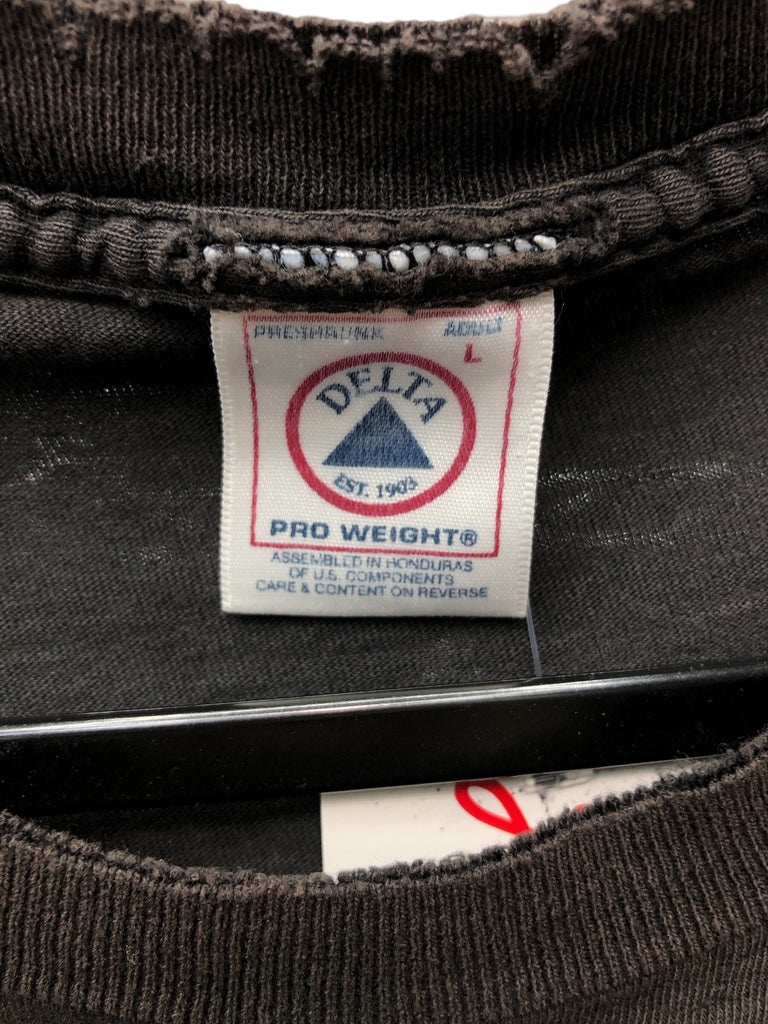 PRESHRUNK ADULT
L
DELTA
EST. 1903
PRO WEIGHT®
ASSEMBLED IN HONDURAS
OF U.S. COMPONENTS
CARE & CONTENT ON REVERSE